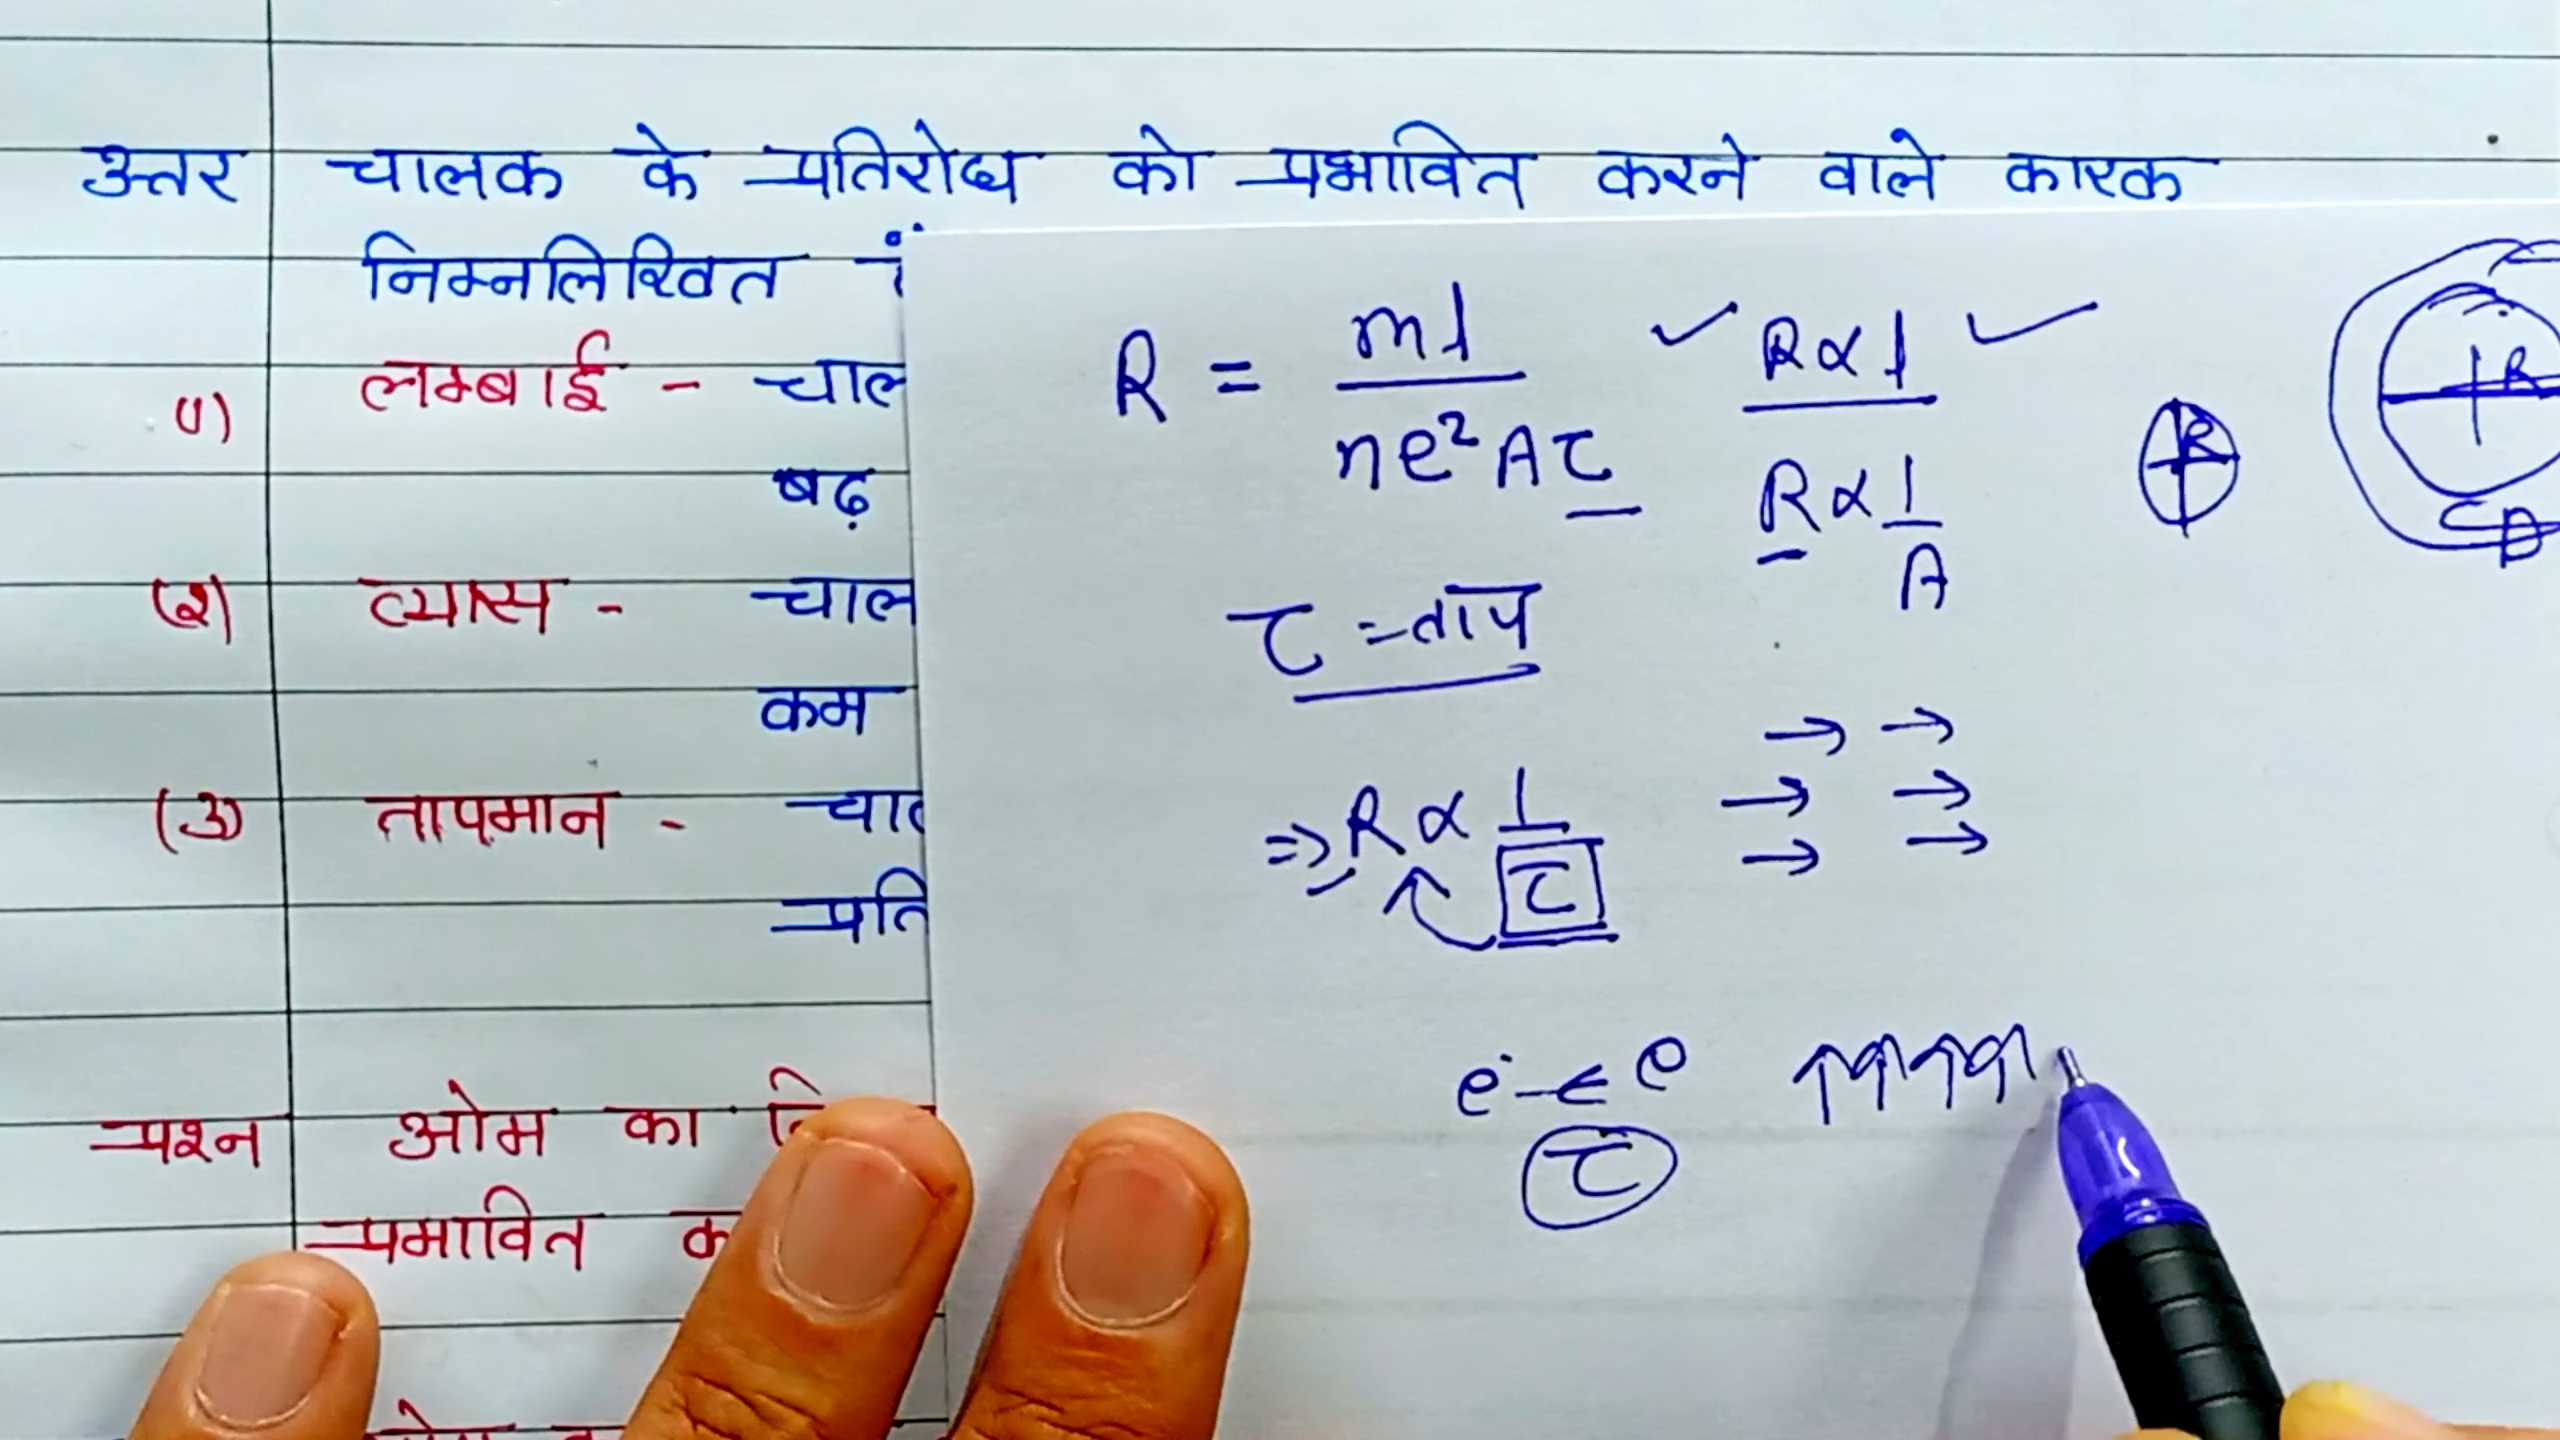 उत्तर चालक के प्रतिरोध को प्रभावित करने वाले कारक
निम्नलिखित
(1) लम्बाई - चाल
बढ़
(2) व्यास - चाल
कम
(3) तापमान - चाल
प्रति
प्रश्न ओम का नि
प्रभावित क
R = ml / ne²Aτ
R α l
R α 1/A
R
R
τ = ताप
⇒ R α 1/τ
→ →
→ →
→ →
e e
τ